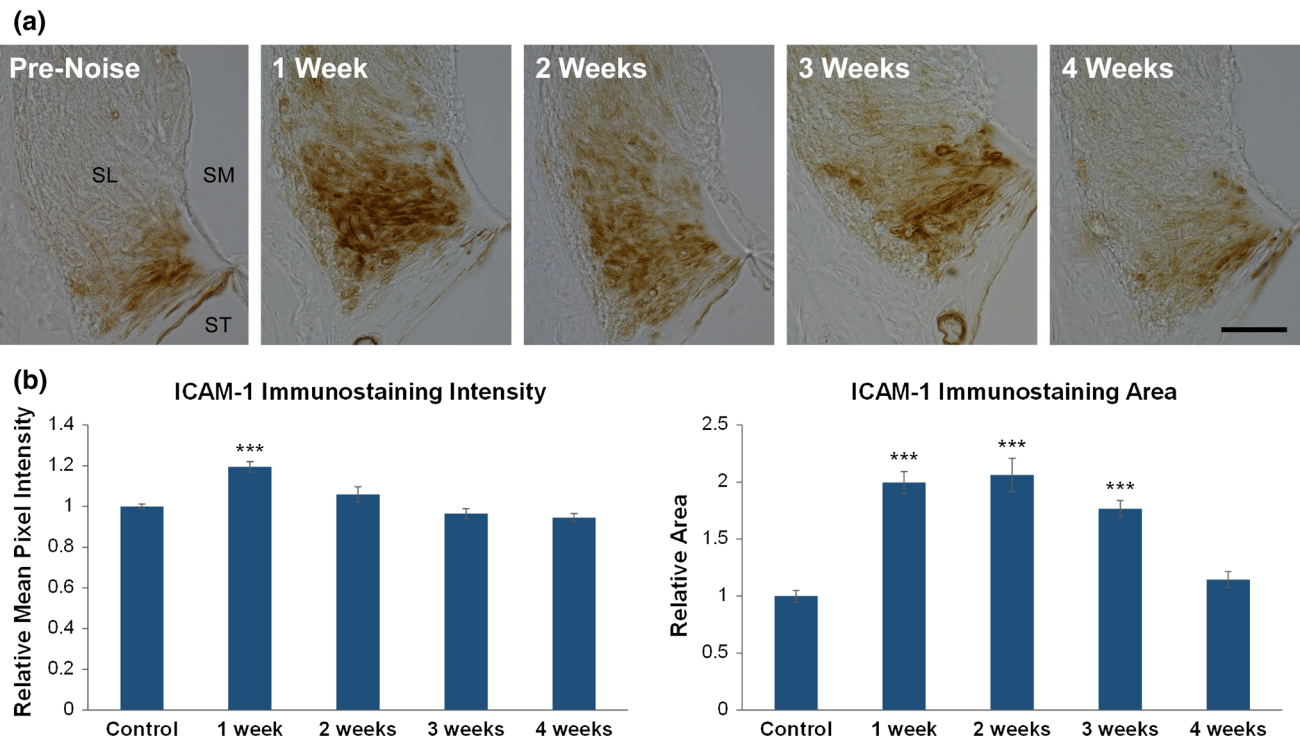 (a)
Pre-Noise
1 Week
2 Weeks
3 Weeks
4 Weeks
SL
SM
ST
(b)
ICAM-1 Immunostaining Intensity
Relative Mean Pixel Intensity
1.4
1.2
1
0.8
0.6
0.4
0.2
0
***
Control
1 week
2 weeks
3 weeks
4 weeks
ICAM-1 Immunostaining Area
Relative Area
2.5
2
1.5
1
0.5
0
***
***
***
Control
1 week
2 weeks
3 weeks
4 weeks